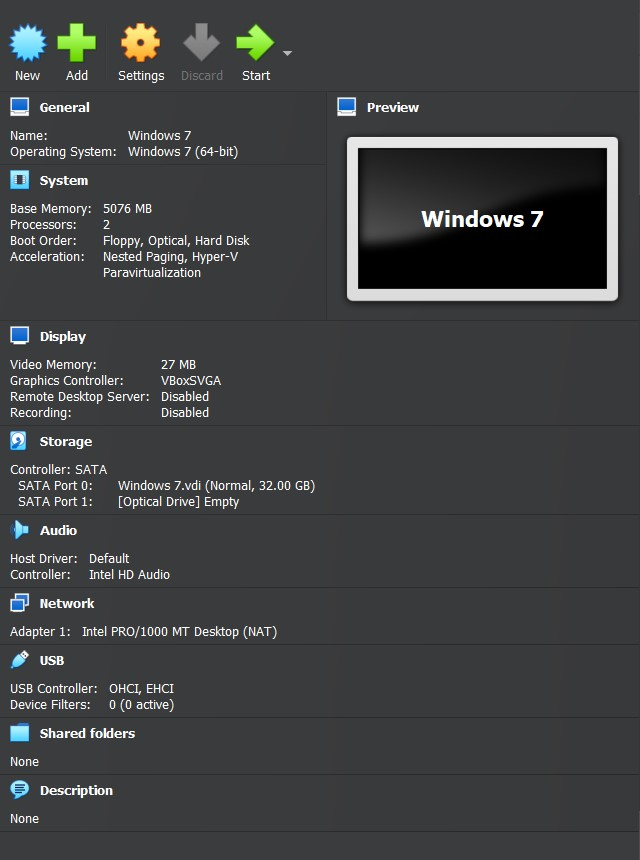 New Add Settings Discard Start
General
Name: Windows 7
Operating System: Windows 7 (64-bit)
Preview
Windows 7
System
Base Memory: 5076 MB
Processors: 2
Boot Order: Floppy, Optical, Hard Disk
Acceleration: Nested Paging, Hyper-V
Paravirtualization
Display
Video Memory: 27 MB
Graphics Controller: VBoxSVGA
Remote Desktop Server: Disabled
Recording: Disabled
Storage
Controller: SATA
SATA Port 0: Windows 7.vdi (Normal, 32.00 GB)
SATA Port 1: [Optical Drive] Empty
Audio
Host Driver: Default
Controller: Intel HD Audio
Network
Adapter 1: Intel PRO/1000 MT Desktop (NAT)
USB
USB Controller: OHCI, EHCI
Device Filters: 0 (0 active)
Shared folders
None
Description
None